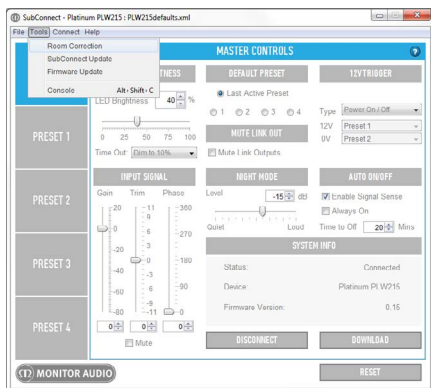 SubConnect - Platinum PLW215 : PLW215defaults.xml
File Tools Connect Help
Room Correction
SubConnect Update
Firmware Update
Console Alt-Shift-C
MASTER CONTROLS
PRESET 1
PRESET 2
PRESET 3
PRESET 4
LED Brightness 40 %
0 25 50 75 100
Time Out: Dim to 10%
DEFAULT PRESET
Last Active Preset
1 2 3 4
MUTE LINK OUT
Mute Link Outputs
12V TRIGGER
Type Power On / Off
12V Preset 1
0V Preset 2
INPUT SIGNAL
Gain Trim Phase
20 11 360
9
0 6 270
3
-20 0 180
-40 -3
-60 -6 90
-9
-80 -11 0
0 0 0
Mute
NIGHT MODE
Level -15 dB
Quiet Loud
AUTO ON/OFF
Enable Signal Sense
Always On
Time to Off 20 Mins
SYSTEM INFO
Status: Connected
Device: Platinum PLW215
Firmware Version: 0.15
DISCONNECT
DOWNLOAD
MONITOR AUDIO
RESET